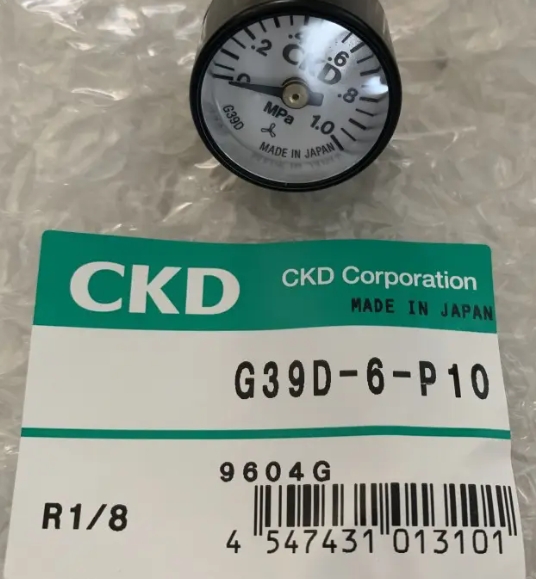 .2
.6
CKD
0
.8
MPa
1.0
G39D
MADE IN JAPAN
CKD
CKD Corporation
MADE IN JAPAN
G39D-6-P10
9604G
R1/8
4 547431 013101